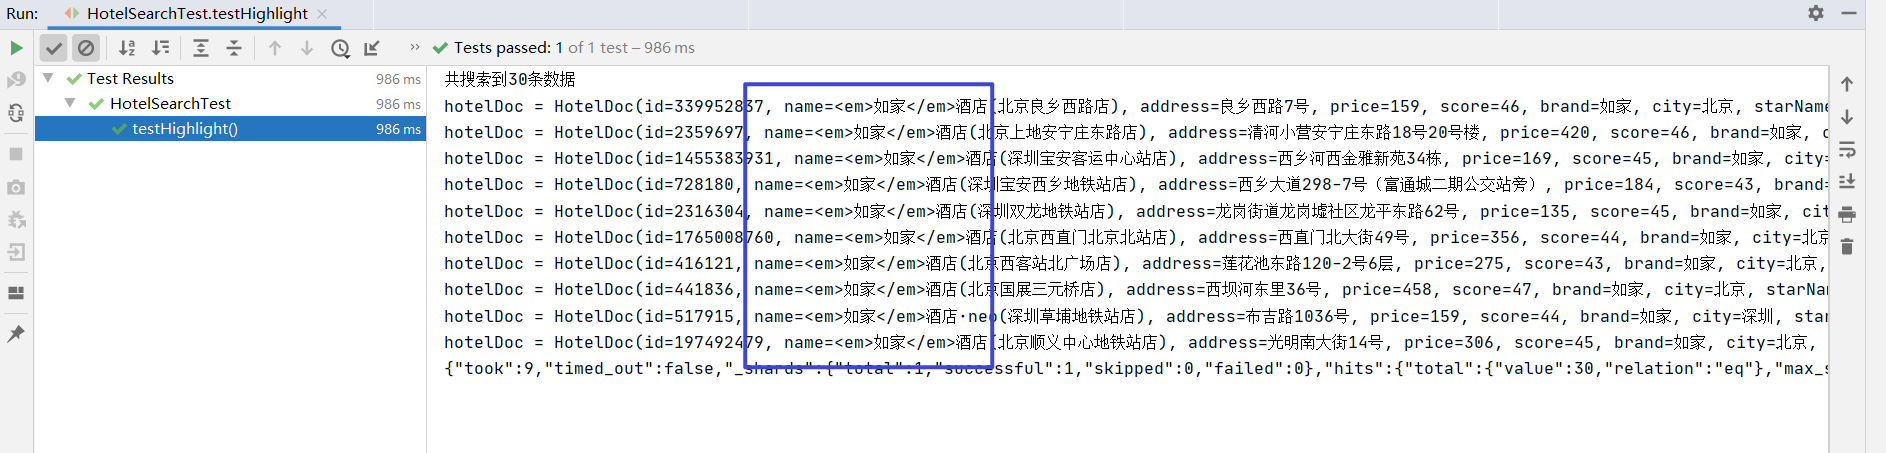 Run: HotelSearchTest.testHighlight
Tests passed: 1 of 1 test – 986 ms
Test Results 986 ms
HotelSearchTest 986 ms
testHighlight() 986 ms
共搜索到30条数据
hotelDoc = HotelDoc(id=339952837, name=<em>如家</em>酒店(北京良乡西路店), address=良乡西路7号, price=159, score=46, brand=如家, city=北京, starName
hotelDoc = HotelDoc(id=2359697, name=<em>如家</em>酒店(北京上地安宁庄东路店), address=清河小营安宁庄东路18号20号楼, price=420, score=46, brand=如家, c
hotelDoc = HotelDoc(id=1455383931, name=<em>如家</em>酒店(深圳宝安客运中心站店), address=西乡河西金雅新苑34栋, price=169, score=45, brand=如家, city=
hotelDoc = HotelDoc(id=728180, name=<em>如家</em>酒店(深圳宝安西乡地铁站店), address=西乡大道298-7号（富通城二期公交站旁）, price=184, score=43, brand=
hotelDoc = HotelDoc(id=2316304, name=<em>如家</em>酒店(深圳双龙地铁站店), address=龙岗街道龙岗墟社区龙平东路62号, price=135, score=45, brand=如家, cit
hotelDoc = HotelDoc(id=1765008760, name=<em>如家</em>酒店(北京西直门北京北站店), address=西直门北大街49号, price=356, score=44, brand=如家, city=北京
hotelDoc = HotelDoc(id=416121, name=<em>如家</em>酒店(北京西客站北广场店), address=莲花池东路120-2号6层, price=275, score=43, brand=如家, city=北京,
hotelDoc = HotelDoc(id=441836, name=<em>如家</em>酒店(北京国展三元桥店), address=西坝河东里36号, price=458, score=47, brand=如家, city=北京, starNam
hotelDoc = HotelDoc(id=517915, name=<em>如家</em>酒店·neo(深圳草埔地铁站店), address=布吉路1036号, price=159, score=44, brand=如家, city=深圳, star
hotelDoc = HotelDoc(id=197492479, name=<em>如家</em>酒店(北京顺义中心地铁站店), address=光明南大街14号, price=306, score=45, brand=如家, city=北京,
{"took":9,"timed_out":false,"_shards":{"total":1,"successful":1,"skipped":0,"failed":0},"hits":{"total":{"value":30,"relation":"eq"},"max_s